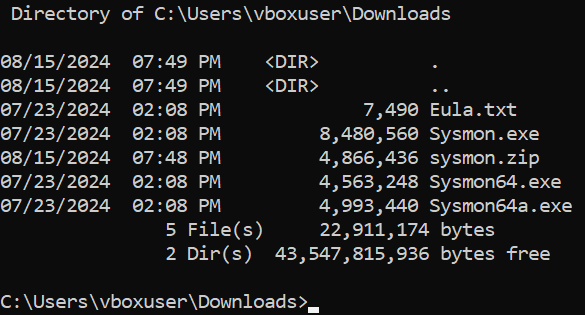 Directory of C:\Users\vboxuser\Downloads
08/15/2024  07:49 PM    <DIR>          .
08/15/2024  07:49 PM    <DIR>          ..
07/23/2024  02:08 PM             7,490 Eula.txt
07/23/2024  02:08 PM         8,480,560 Sysmon.exe
08/15/2024  07:48 PM         4,866,436 sysmon.zip
07/23/2024  02:08 PM         4,563,248 Sysmon64.exe
07/23/2024  02:08 PM         4,993,440 Sysmon64a.exe
5 File(s)     22,911,174 bytes
2 Dir(s)  43,547,815,936 bytes free
C:\Users\vboxuser\Downloads>